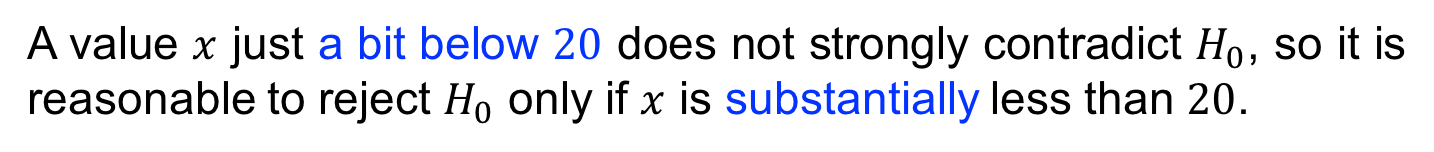 A value x just a bit below 20 does not strongly contradict H₀, so it is
reasonable to reject H₀ only if x is substantially less than 20.